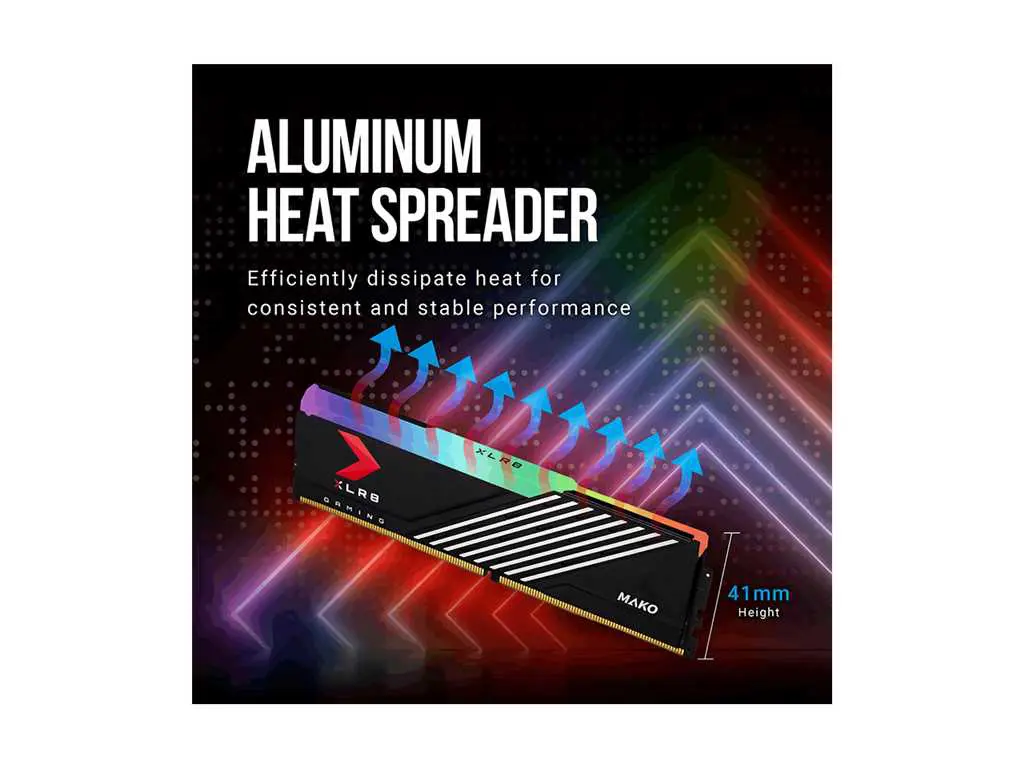 ALUMINUM
HEAT SPREADER
Efficiently dissipate heat for
consistent and stable performance
XLR8
XLR8
GAMING
MAKO
41mm
Height